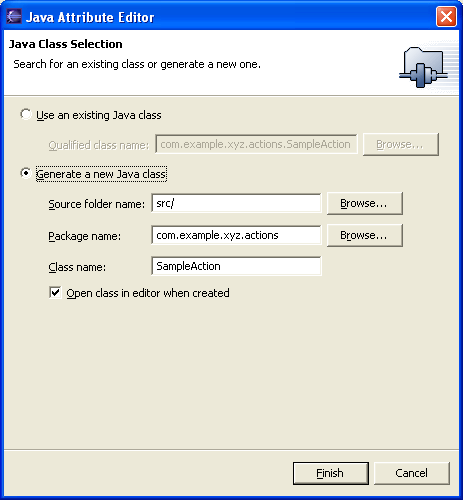 Java Attribute Editor
Java Class Selection
Search for an existing class or generate a new one.
Use an existing Java class
Qualified class name: com.example.xyz.actions.SampleAction Browse...
Generate a new Java class
Source folder name: src/ Browse...
Package name: com.example.xyz.actions Browse...
Class name: SampleAction
Open class in editor when created
Finish Cancel